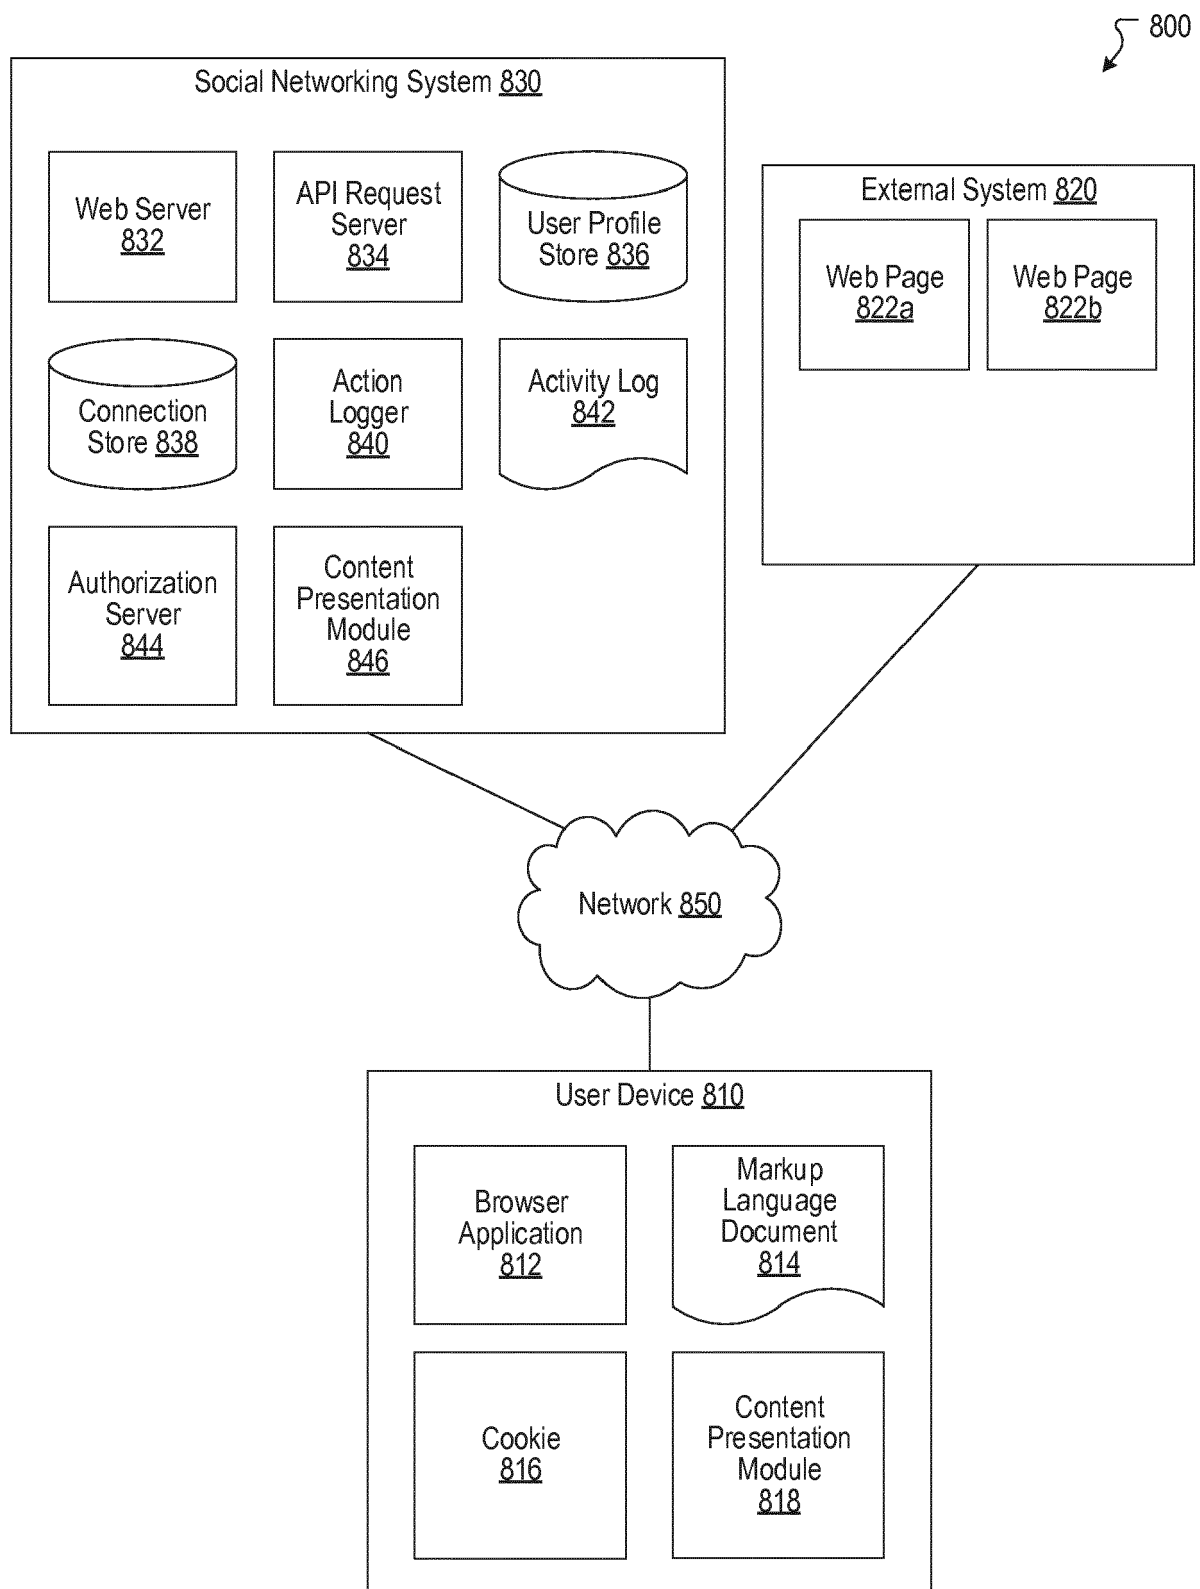 800
Social Networking System 830
Web Server
832
API Request
Server
834
User Profile
Store 836
Connection
Store 838
Action
Logger
840
Activity Log
842
Authorization
Server
844
Content
Presentation
Module
846
External System 820
Web Page
822a
Web Page
822b
Network 850
User Device 810
Browser
Application
812
Markup
Language
Document
814
Cookie
816
Content
Presentation
Module
818